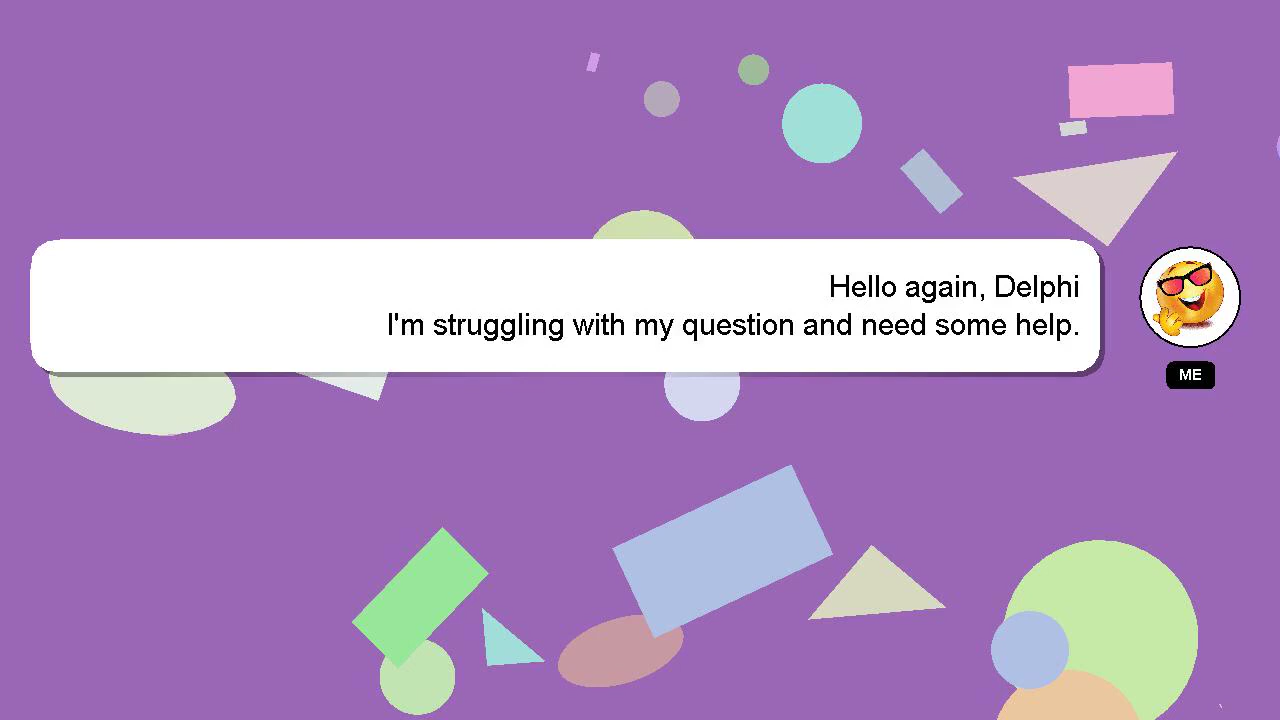 Hello again, Delphi
I'm struggling with my question and need some help.
ME